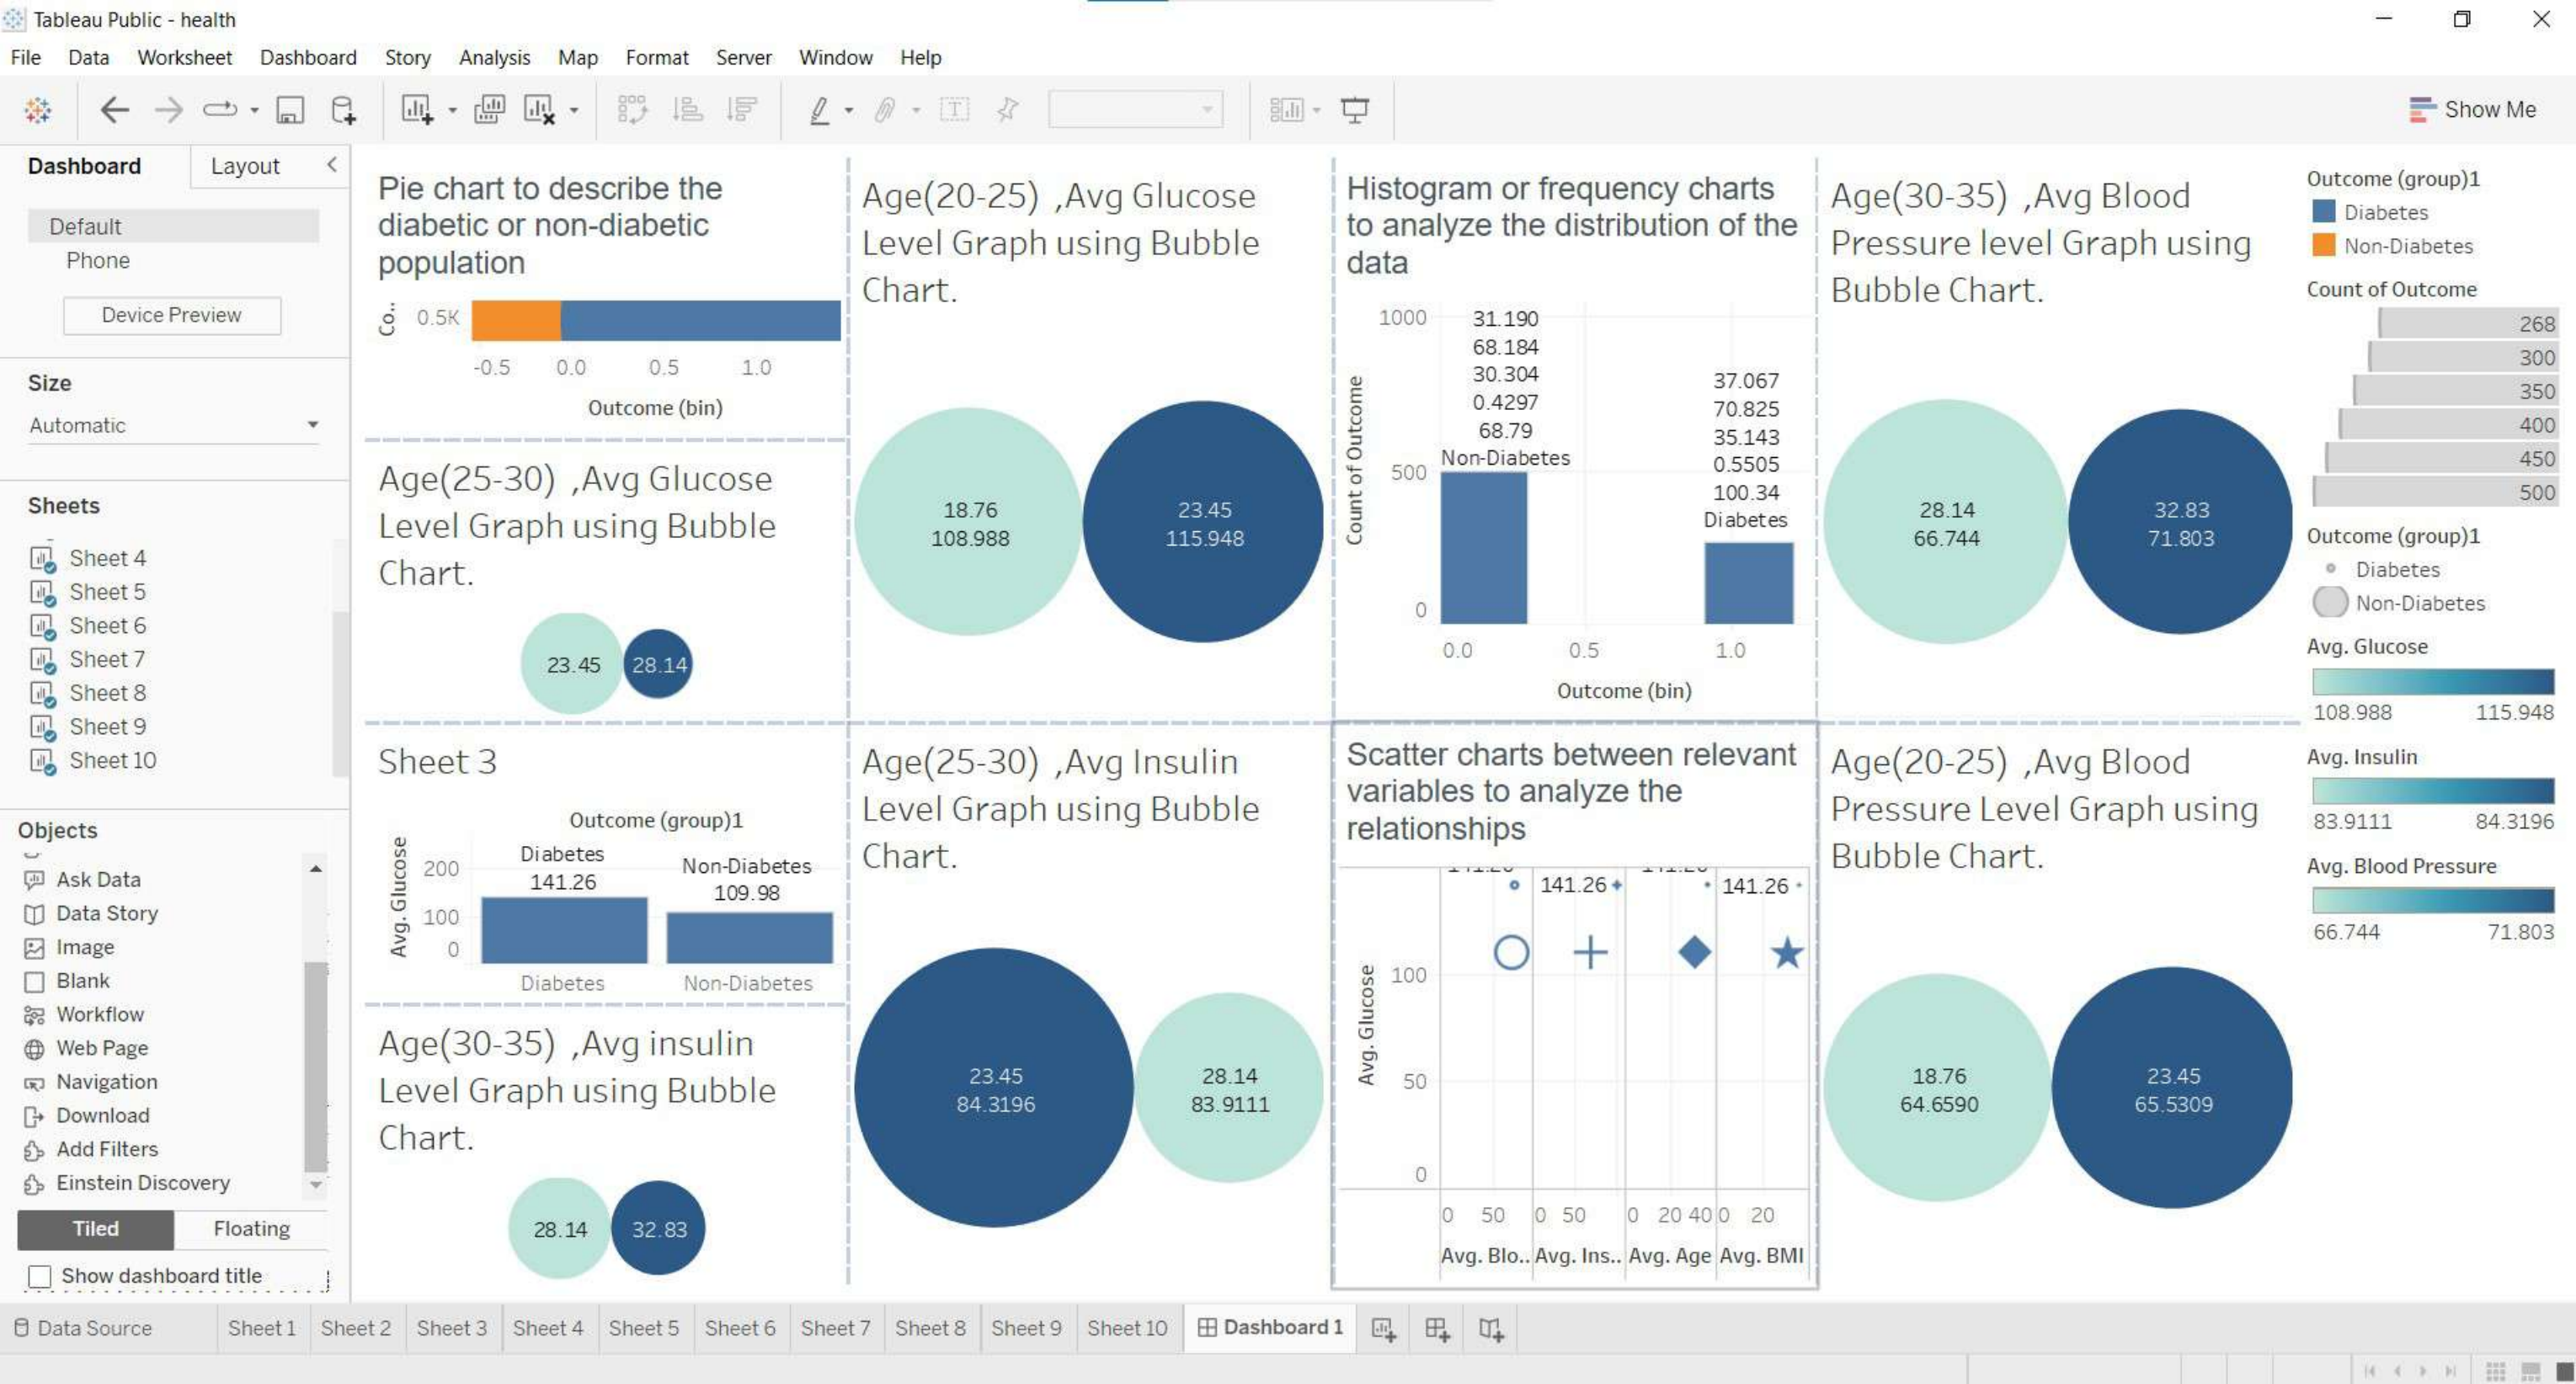 Tableau Public - health
File Data Worksheet Dashboard Story Analysis Map Format Server Window Help
Show Me
Dashboard Layout
Default
Phone
Device Preview
Size
Automatic
Sheets
Sheet 4
Sheet 5
Sheet 6
Sheet 7
Sheet 8
Sheet 9
Sheet 10
Objects
Ask Data
Data Story
Image
Blank
Workflow
Web Page
Navigation
Download
Add Filters
Einstein Discovery
Tiled Floating
Show dashboard title
Pie chart to describe the
diabetic or non-diabetic
population
Co..
0.5K
-0.5 0.0 0.5 1.0
Outcome (bin)
Age(25-30) ,Avg Glucose
Level Graph using Bubble
Chart.
23.45 28.14
Sheet 3
Outcome (group)1
Avg. Glucose
200
100
0
Diabetes
141.26
Non-Diabetes
109.98
Diabetes Non-Diabetes
Age(30-35) ,Avg insulin
Level Graph using Bubble
Chart.
28.14 32.83
Age(20-25) ,Avg Glucose
Level Graph using Bubble
Chart.
18.76
108.988
23.45
115.948
Age(25-30) ,Avg Insulin
Level Graph using Bubble
Chart.
23.45
84.3196
28.14
83.9111
Histogram or frequency charts
to analyze the distribution of the
data
Count of Outcome
1000
500
0
31.190
68.184
30.304
0.4297
68.79
Non-Diabetes
37.067
70.825
35.143
0.5505
100.34
Diabetes
0.0 0.5 1.0
Outcome (bin)
Scatter charts between relevant
variables to analyze the
relationships
Avg. Glucose
141.26 141.26
100
50
0
0 50 0 50 0 20 40 0 20
Avg. Blo.. Avg. Ins.. Avg. Age Avg. BMI
Age(30-35) ,Avg Blood
Pressure level Graph using
Bubble Chart.
28.14
66.744
32.83
71.803
Age(20-25) ,Avg Blood
Pressure Level Graph using
Bubble Chart.
18.76
64.6590
23.45
65.5309
Outcome (group)1
Diabetes
Non-Diabetes
Count of Outcome
268
300
350
400
450
500
Outcome (group)1
Diabetes
Non-Diabetes
Avg. Glucose
108.988 115.948
Avg. Insulin
83.9111 84.3196
Avg. Blood Pressure
66.744 71.803
Data Source Sheet 1 Sheet 2 Sheet 3 Sheet 4 Sheet 5 Sheet 6 Sheet 7 Sheet 8 Sheet 9 Sheet 10 Dashboard 1